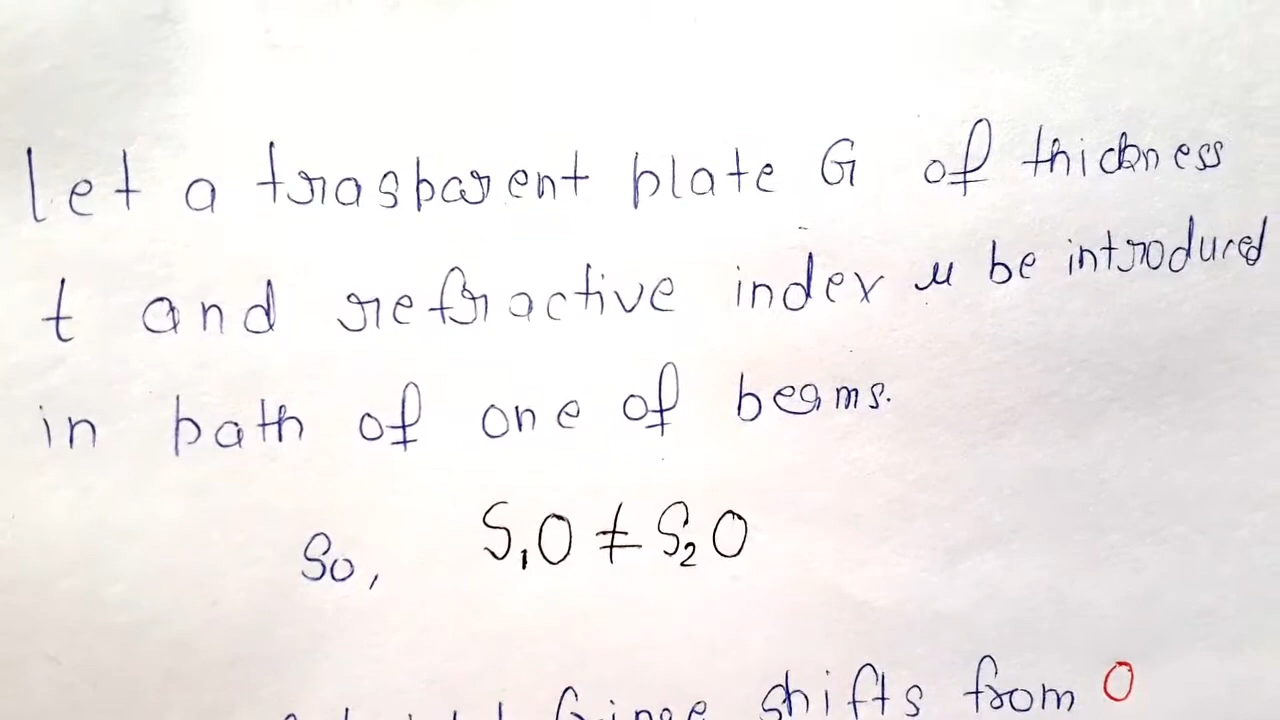 Let a trasparent plate G of thickness
t and refractive index μ be introduced
in path of one of beams.
So, S₁O ≠ S₂O
shifts from O